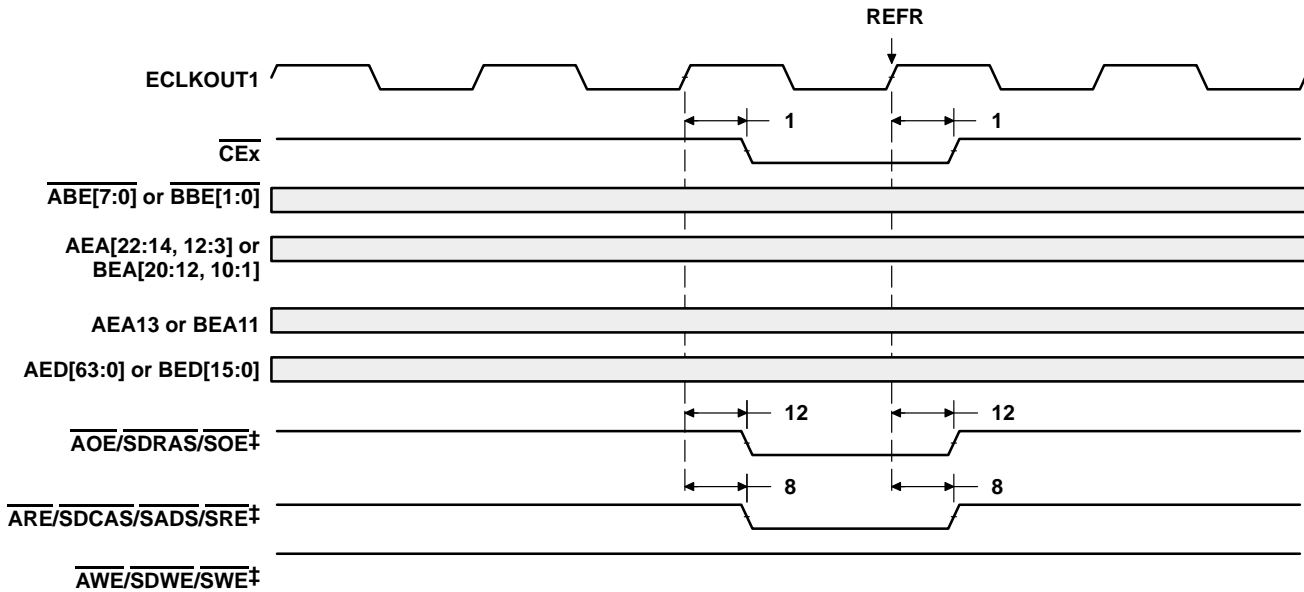 REFR
ECLKOUT1
1 1
CEx
ABE[7:0] or BBE[1:0]
AEA[22:14, 12:3] or
BEA[20:12, 10:1]
AEA13 or BEA11
AED[63:0] or BED[15:0]
12 12
AOE/SDRAS/SOE‡
8 8
ARE/SDCAS/SADS/SRE‡
AWE/SDWE/SWE‡